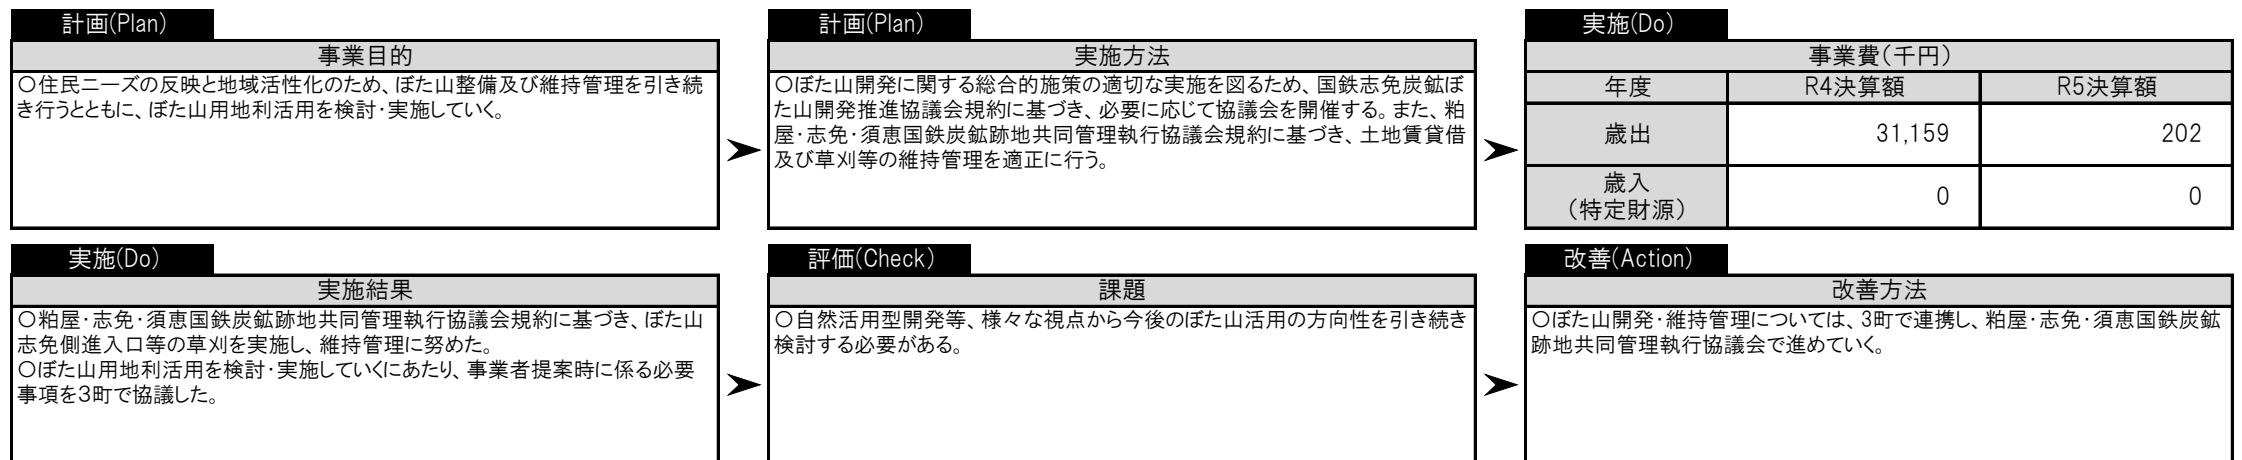 計画(Plan)
事業目的
○住民ニーズの反映と地域活性化のため、ぼた山整備及び維持管理を引き続
き行うとともに、ぼた山用地利活用を検討・実施していく。
計画(Plan)
実施方法
○ぼた山開発に関する総合的施策の適切な実施を図るため、国鉄志免炭鉱ぼ
た山開発推進協議会規約に基づき、必要に応じて協議会を開催する。また、粕
屋・志免・須恵国鉄炭鉱跡地共同管理執行協議会規約に基づき、土地賃貸借
及び草刈等の維持管理を適正に行う。
実施(Do)
事業費(千円)
年度 R4決算額 R5決算額
歳出 31,159 202
歳入
(特定財源) 0 0
実施(Do)
実施結果
○粕屋・志免・須恵国鉄炭鉱跡地共同管理執行協議会規約に基づき、ぼた山
志免側進入口等の草刈を実施し、維持管理に努めた。
○ぼた山用地利活用を検討・実施していくにあたり、事業者提案時に係る必要
事項を3町で協議した。
評価(Check)
課題
○自然活用型開発等、様々な視点から今後のぼた山活用の方向性を引き続き
検討する必要がある。
改善(Action)
改善方法
○ぼた山開発・維持管理については、3町で連携し、粕屋・志免・須恵国鉄炭鉱
跡地共同管理執行協議会で進めていく。